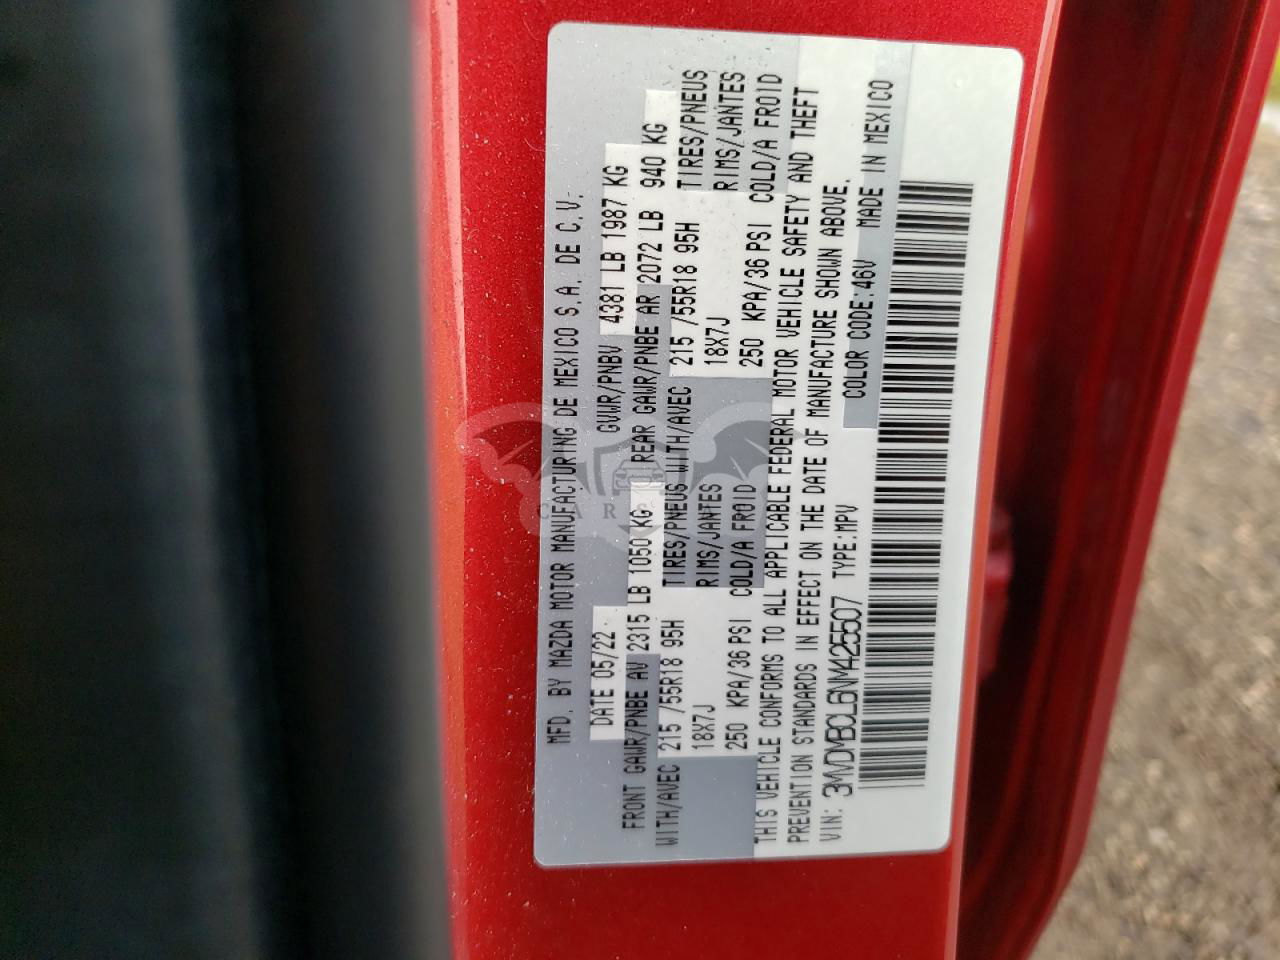 MFD. BY MAZDA MOTOR MANUFACTURING DE MEXICO S.A. DE C.V.
DATE 05/22 GVWR/PNBV 4381 LB 1987 KG
FRONT GAWR/PNBE AV 2315 LB 1050 KG REAR GAWR/PNBE AR 2072 LB 940 KG
WITH/AVEC 215 /55R18 95H TIRES/PNEUS WITH/AVEC 215 /55R18 95H TIRES/PNEUS
18X7J RIMS/JANTES 18X7J RIMS/JANTES
250 KPA/36 PSI COLD/A FROID 250 KPA/36 PSI COLD/A FROID
THIS VEHICLE CONFORMS TO ALL APPLICABLE FEDERAL MOTOR VEHICLE SAFETY AND THEFT
PREVENTION STANDARDS IN EFFECT ON THE DATE OF MANUFACTURE SHOWN ABOVE.
VIN: 3MVDMBCL6NM425507 TYPE:MPV COLOR CODE:46V MADE IN MEXICO